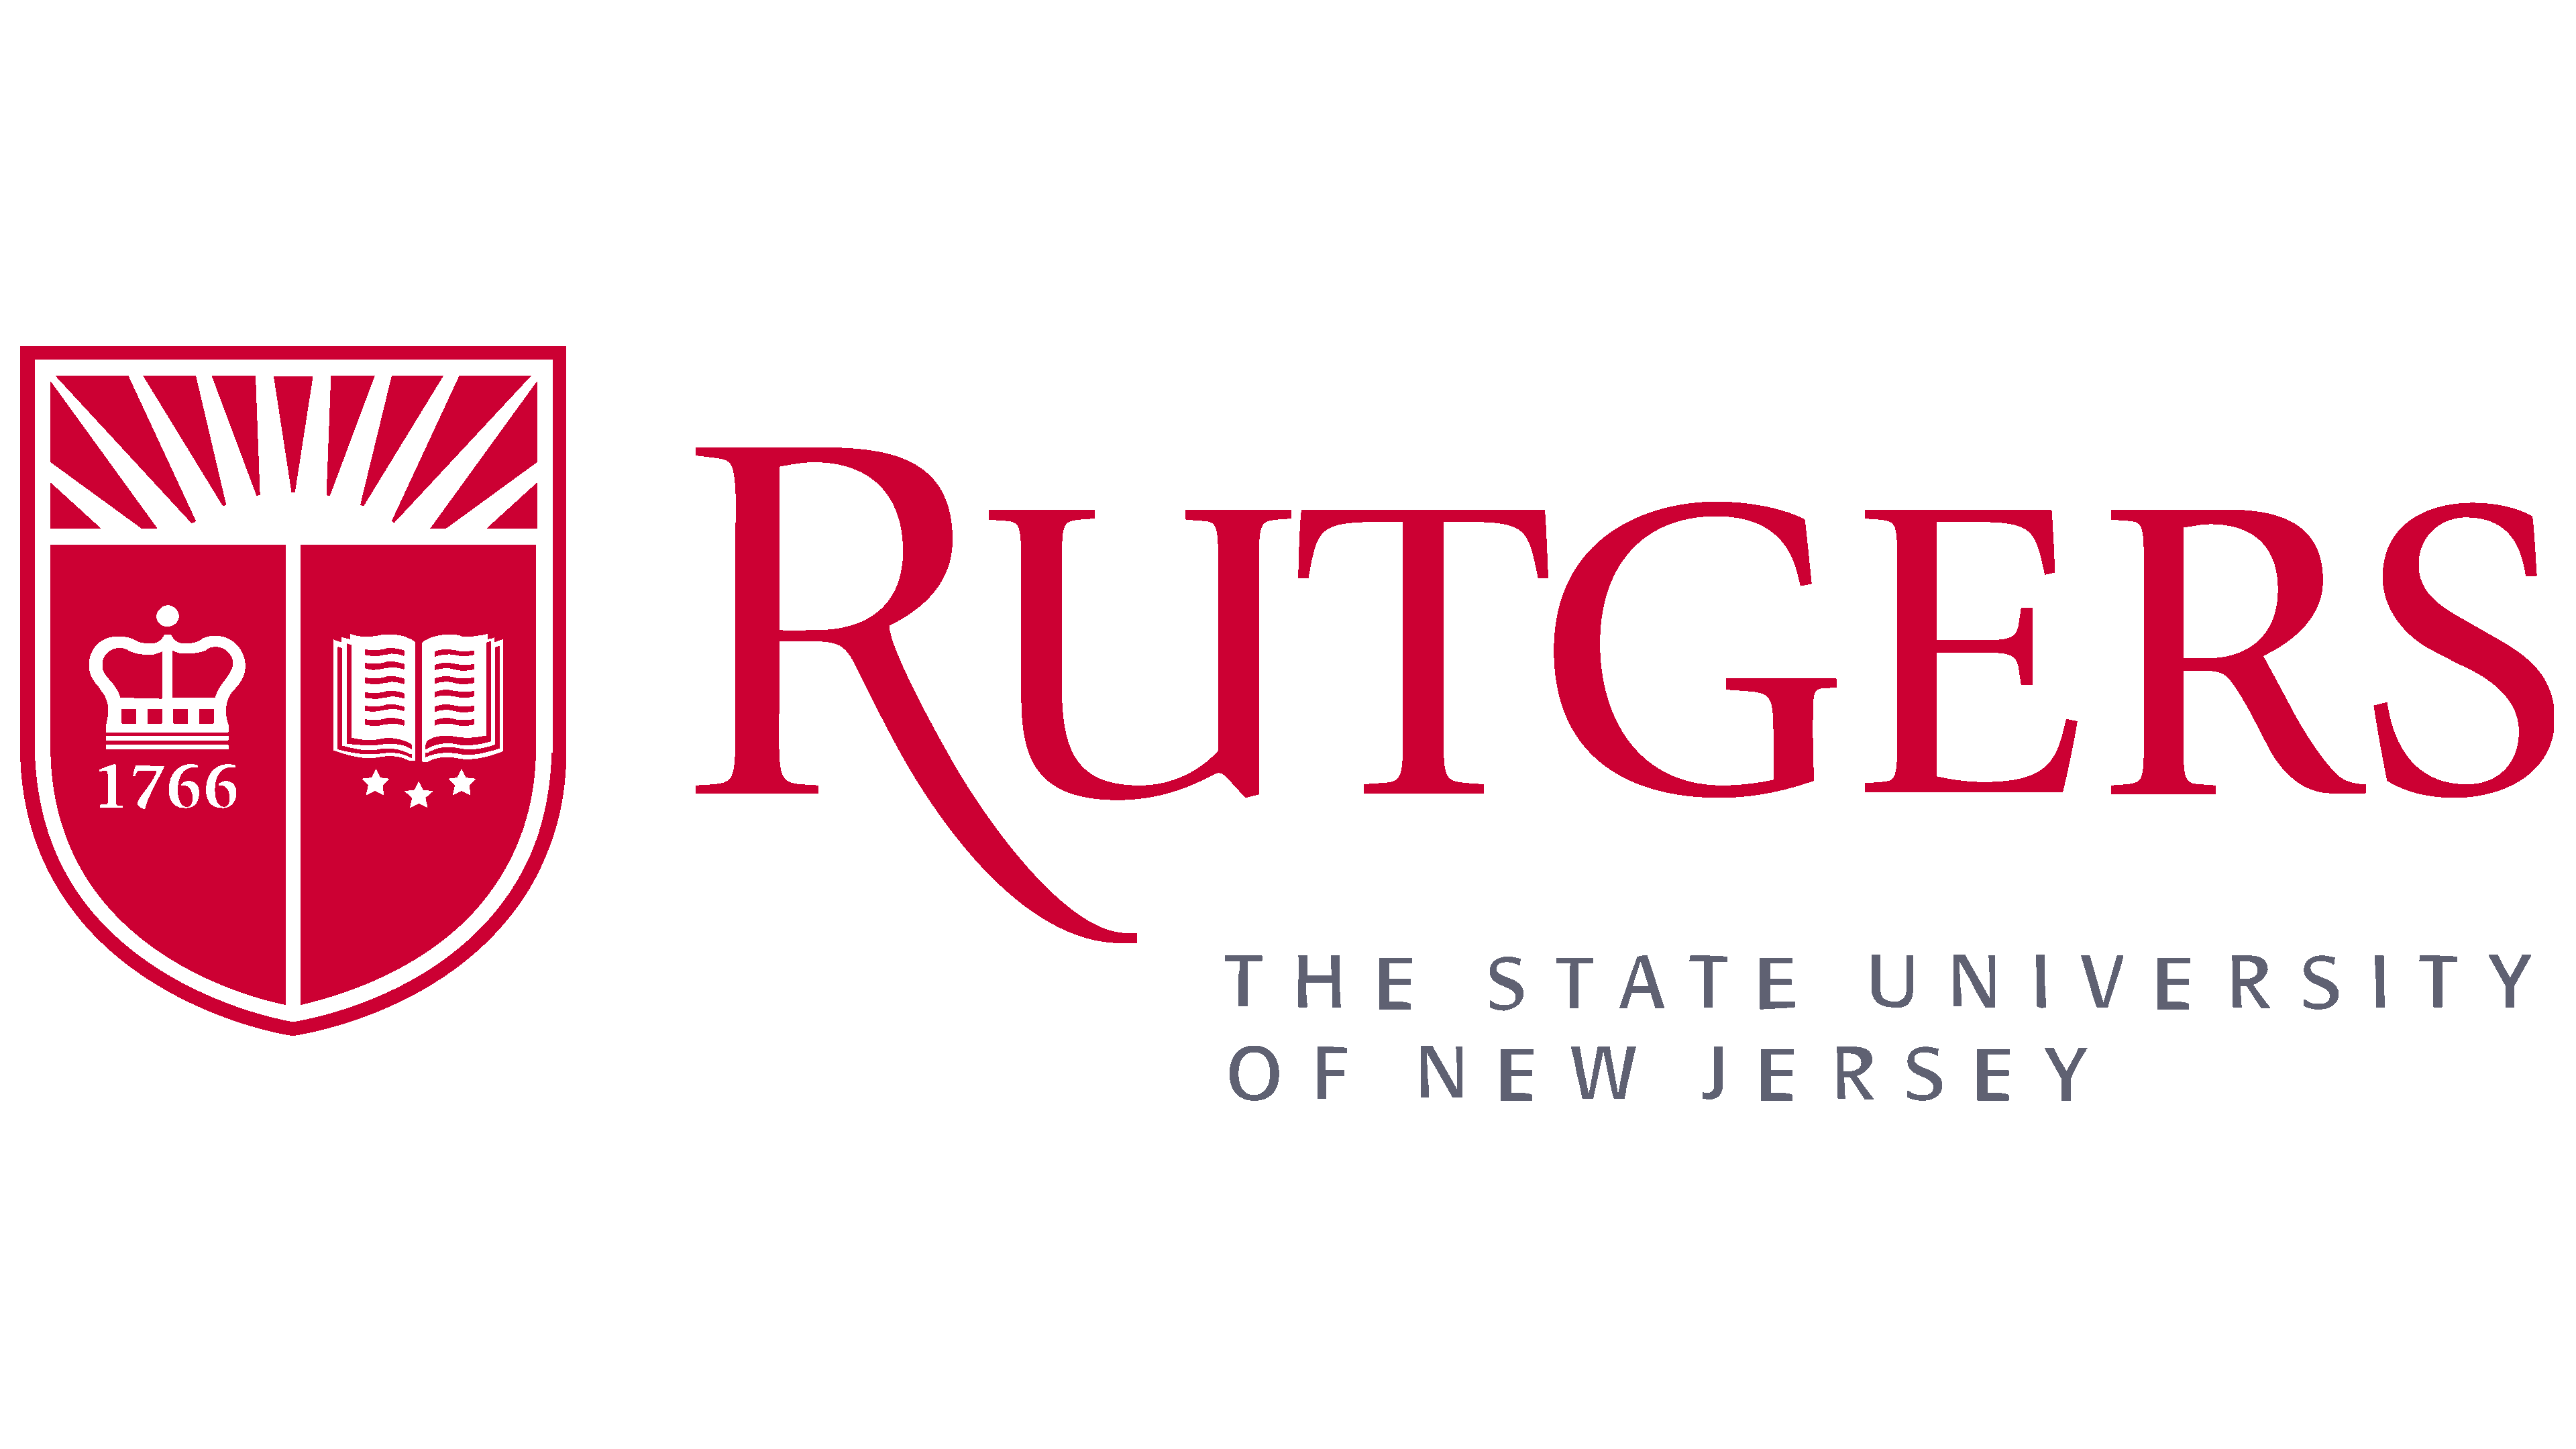 1766
RUTGERS
THE STATE UNIVERSITY
OF NEW JERSEY